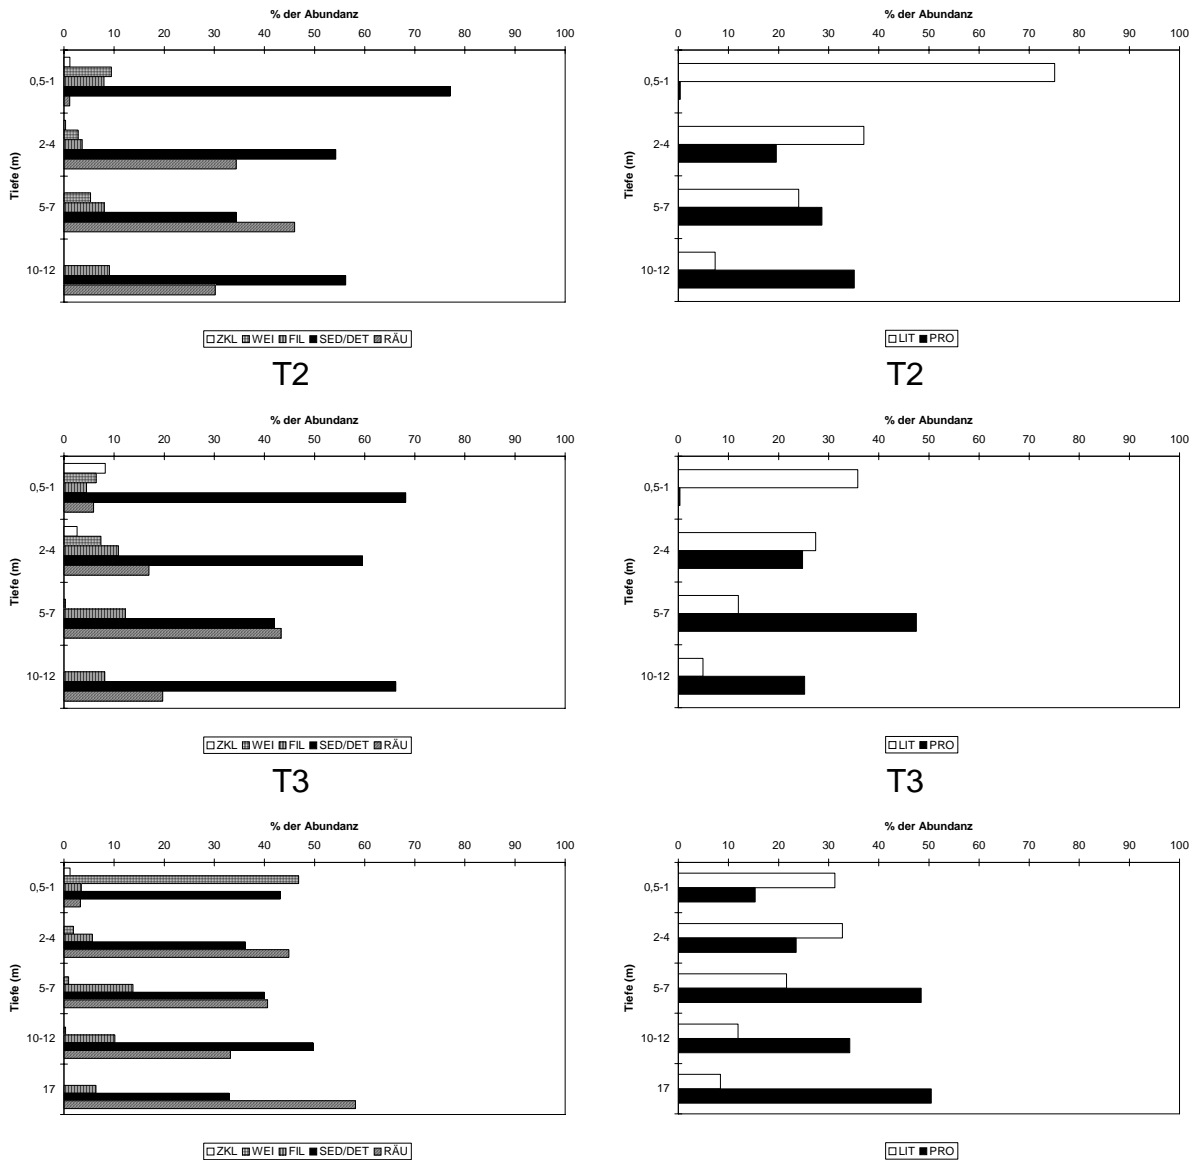 % der Abundanz
0 10 20 30 40 50 60 70 80 90 100
Tiefe (m)
0,5-1
2-4
5-7
10-12
ZKL WEI FIL SED/DET RÄU
% der Abundanz
0 10 20 30 40 50 60 70 80 90 100
Tiefe (m)
0,5-1
2-4
5-7
10-12
LIT PRO
T2
T2
% der Abundanz
0 10 20 30 40 50 60 70 80 90 100
Tiefe (m)
0,5-1
2-4
5-7
10-12
ZKL WEI FIL SED/DET RÄU
% der Abundanz
0 10 20 30 40 50 60 70 80 90 100
Tiefe (m)
0,5-1
2-4
5-7
10-12
LIT PRO
T3
T3
% der Abundanz
0 10 20 30 40 50 60 70 80 90 100
Tiefe (m)
0,5-1
2-4
5-7
10-12
17
ZKL WEI FIL SED/DET RÄU
% der Abundanz
0 10 20 30 40 50 60 70 80 90 100
Tiefe (m)
0,5-1
2-4
5-7
10-12
17
LIT PRO